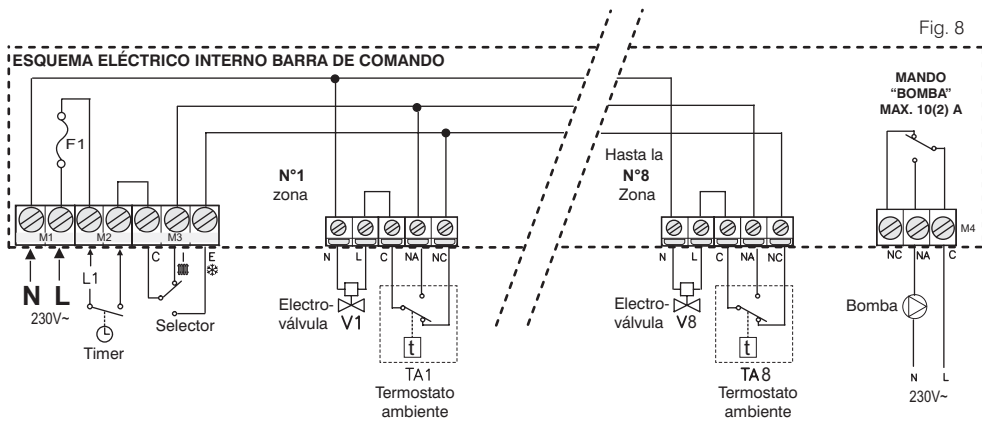 Fig. 8
ESQUEMA ELÉCTRICO INTERNO BARRA DE COMANDO
MANDO
“BOMBA”
MAX. 10(2) A
F1
N°1
zona
Hasta la
N°8
Zona
M1 M2 M3
M4
N L C NA NC
N L C NA NC
NC NA C
C I E
N L
230V~
L1
Timer
Selector
Electro-
válvula V1
TA1
t
Termostato
ambiente
Electro-
válvula V8
TA8
t
Termostato
ambiente
Bomba
N L
230V~